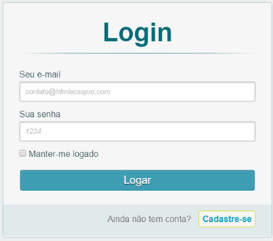 Login
Seu e-mail
contato@htmlecsspro.com
Sua senha
1234
Manter-me logado
Logar
Ainda não tem conta? Cadastre-se